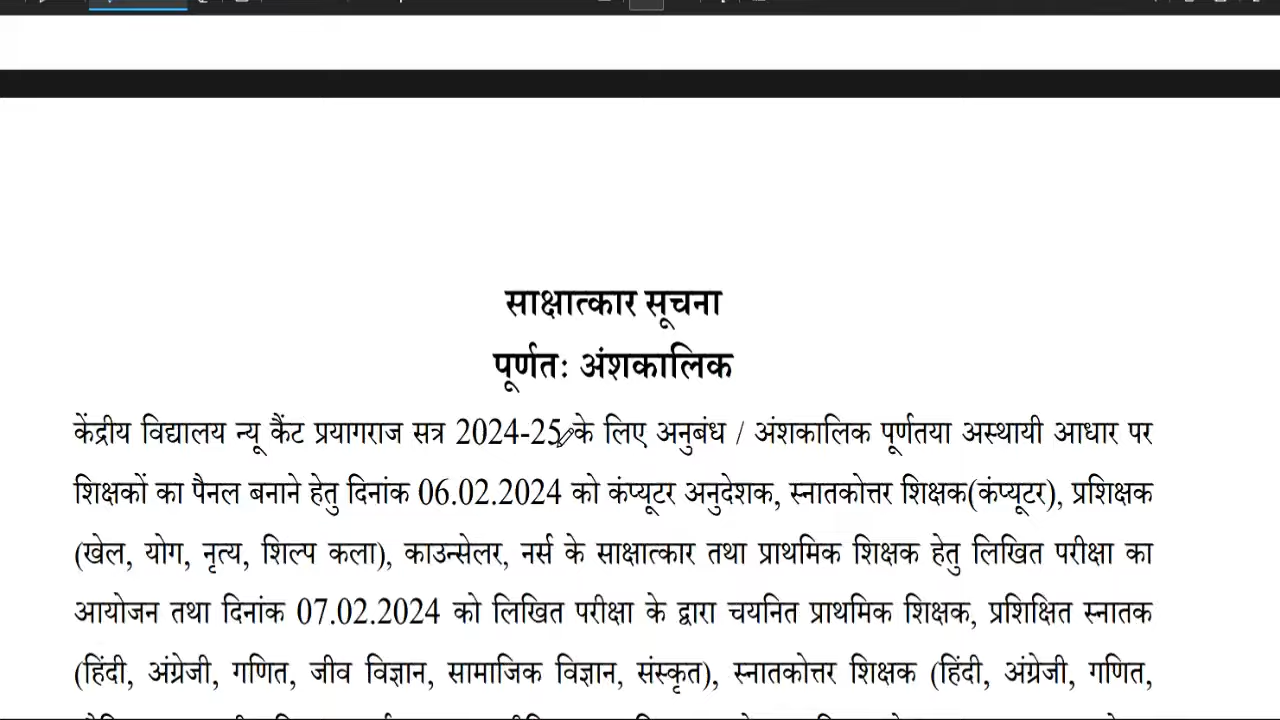 साक्षात्कार सूचना
पूर्णतः अंशकालिक
केंद्रीय विद्यालय न्यू कैंट प्रयागराज सत्र 2024-25 के लिए अनुबंध / अंशकालिक पूर्णतया अस्थायी आधार पर
शिक्षकों का पैनल बनाने हेतु दिनांक 06.02.2024 को कंप्यूटर अनुदेशक, स्नातकोत्तर शिक्षक(कंप्यूटर), प्रशिक्षक
(खेल, योग, नृत्य, शिल्प कला), काउन्सेलर, नर्स के साक्षात्कार तथा प्राथमिक शिक्षक हेतु लिखित परीक्षा का
आयोजन तथा दिनांक 07.02.2024 को लिखित परीक्षा के द्वारा चयनित प्राथमिक शिक्षक, प्रशिक्षित स्नातक
(हिंदी, अंग्रेजी, गणित, जीव विज्ञान, सामाजिक विज्ञान, संस्कृत), स्नातकोत्तर शिक्षक (हिंदी, अंग्रेजी, गणित,